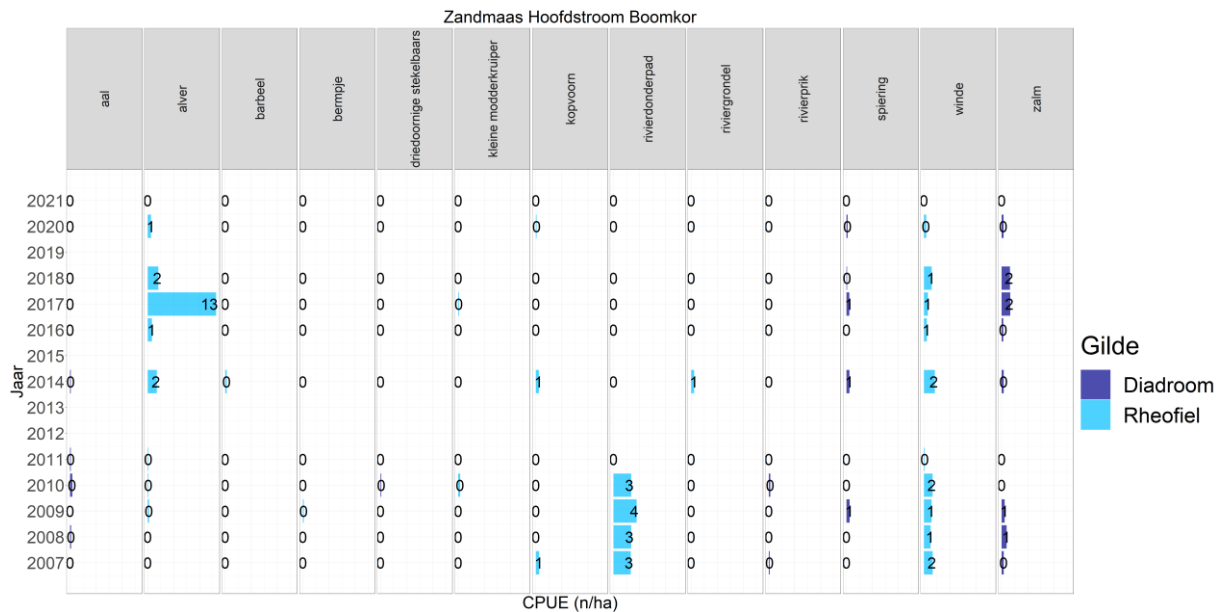 Zandmaas Hoofdstroom Boomkor
aal alver barbeel bermpje driedoornige stekelbaars kleine modderkruiper kopvoorn rivierdonderpad riviergrondel rivierprik spiering winde zalm
2021 0 0 0 0 0 0 0 0 0 0 0 0 0
2020 0 1 0 0 0 0 0 0 0 0 0 0 0
2019
2018 0 2 0 0 0 0 0 0 0 0 0 1 2
2017 0 13 0 0 0 0 0 0 0 0 1 1 2
2016 0 1 0 0 0 0 0 0 0 0 0 1 0
2015
2014 0 2 0 0 0 0 1 0 1 0 1 2 0
2013
2012
2011 0 0 0 0 0 0 0 0 0 0 0 0 0
2010 0 0 0 0 0 0 0 3 0 0 0 2 0
2009 0 0 0 0 0 0 0 4 0 0 1 1 1
2008 0 0 0 0 0 0 0 3 0 0 0 1 1
2007 0 0 0 0 0 0 1 3 0 0 0 2 0
Jaar
CPUE (n/ha)
Gilde
Diadroom
Rheofiel